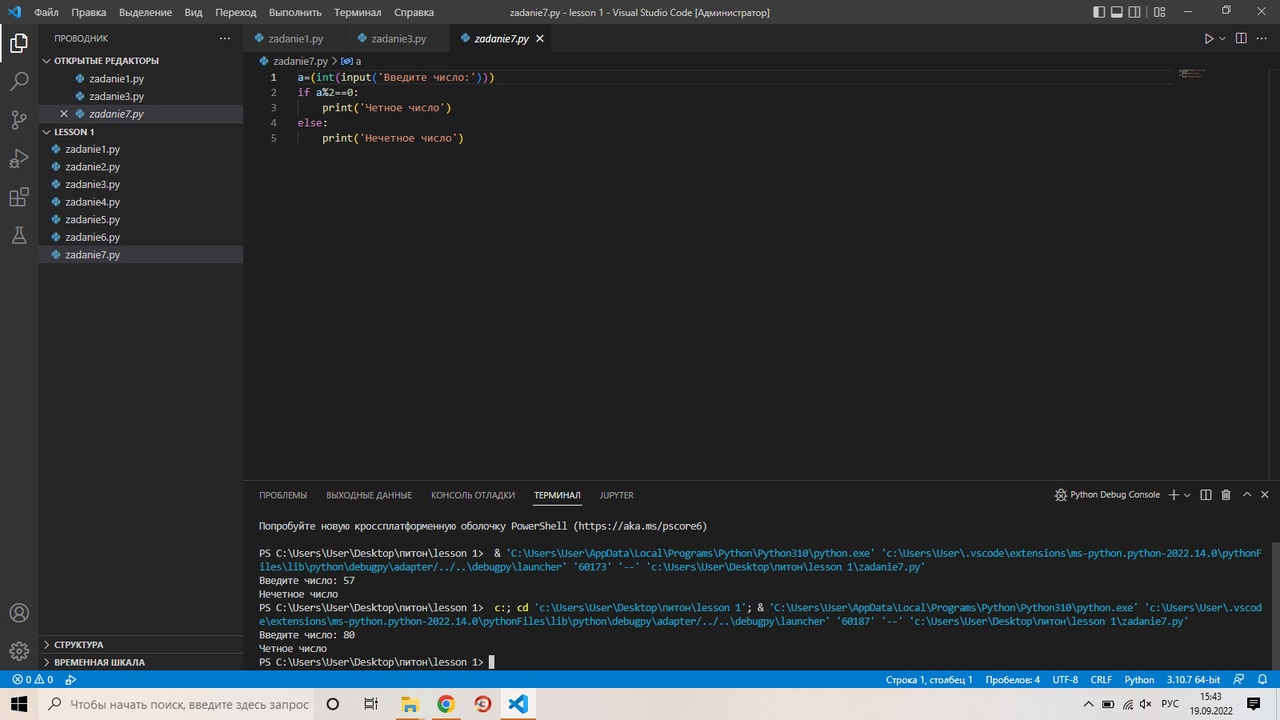 Файл Правка Выделение Вид Переход Выполнить Терминал Справка
zadanie7.py - lesson 1 - Visual Studio Code [Администратор]
ПРОВОДНИК
zadanie1.py zadanie3.py zadanie7.py
ОТКРЫТЫЕ РЕДАКТОРЫ
zadanie1.py
zadanie3.py
zadanie7.py
LESSON 1
zadanie1.py
zadanie2.py
zadanie3.py
zadanie4.py
zadanie5.py
zadanie6.py
zadanie7.py
СТРУКТУРА
ВРЕМЕННАЯ ШКАЛА
zadanie7.py > a
1 a=(int(input('Введите число:')))
2 if a%2==0:
3 print('Четное число')
4 else:
5 print('Нечетное число')
ПРОБЛЕМЫ ВЫХОДНЫЕ ДАННЫЕ КОНСОЛЬ ОТЛАДКИ ТЕРМИНАЛ JUPYTER
Python Debug Console
Попробуйте новую кроссплатформенную оболочку PowerShell (https://aka.ms/pscore6)
PS C:\Users\User\Desktop\питон\lesson 1> & 'C:\Users\User\AppData\Local\Programs\Python\Python310\python.exe' 'c:\Users\User\.vscode\extensions\ms-python.python-2022.14.0\pythonF
iles\lib\python\debugpy\adapter/../..\debugpy\launcher' '60173' '--' 'c:\Users\User\Desktop\питон\lesson 1\zadanie7.py'
Введите число: 57
Нечетное число
PS C:\Users\User\Desktop\питон\lesson 1> c:; cd 'c:\Users\User\Desktop\питон\lesson 1'; & 'C:\Users\User\AppData\Local\Programs\Python\Python310\python.exe' 'c:\Users\User\.vscod
e\extensions\ms-python.python-2022.14.0\pythonFiles\lib\python\debugpy\adapter/../..\debugpy\launcher' '60187' '--' 'c:\Users\User\Desktop\питон\lesson 1\zadanie7.py'
Введите число: 80
Четное число
PS C:\Users\User\Desktop\питон\lesson 1>
0 0
Строка 1, столбец 1 Пробелов: 4 UTF-8 CRLF Python 3.10.7 64-bit
Чтобы начать поиск, введите здесь запрос
РУС
15:43
19.09.2022